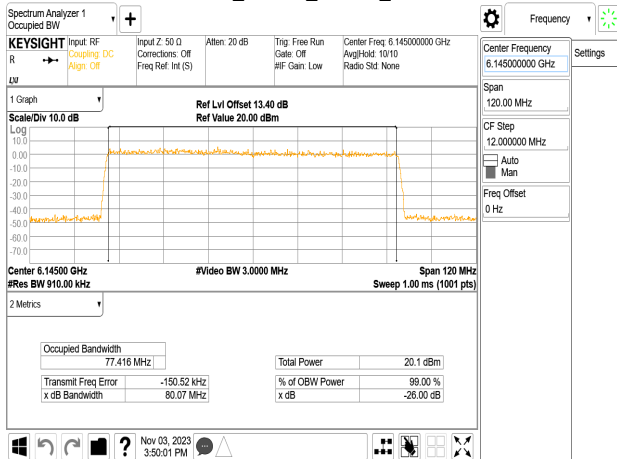 Spectrum Analyzer 1
Occupied BW
Frequency
KEYSIGHT
R
Input: RF
Coupling: DC
Align: Off
Input Z: 50 Ω
Corrections: Off
Freq Ref: Int (S)
Atten: 20 dB
Trig: Free Run
Gate: Off
#IF Gain: Low
Center Freq: 6.145000000 GHz
Avg|Hold: 10/10
Radio Std: None
Center Frequency
6.145000000 GHz
Settings
Span
120.00 MHz
CF Step
12.000000 MHz
Auto
Man
Freq Offset
0 Hz
1 Graph
Scale/Div 10.0 dB
Ref Lvl Offset 13.40 dB
Ref Value 20.00 dBm
Log
10.0
0.00
-10.0
-20.0
-30.0
-40.0
-50.0
-60.0
-70.0
Center 6.14500 GHz
#Video BW 3.0000 MHz
Span 120 MHz
#Res BW 910.00 kHz
Sweep 1.00 ms (1001 pts)
2 Metrics
Occupied Bandwidth
77.416 MHz
Total Power 20.1 dBm
Transmit Freq Error -150.52 kHz
% of OBW Power 99.00 %
x dB Bandwidth 80.07 MHz
x dB -26.00 dB
?
Nov 03, 2023
3:50:01 PM